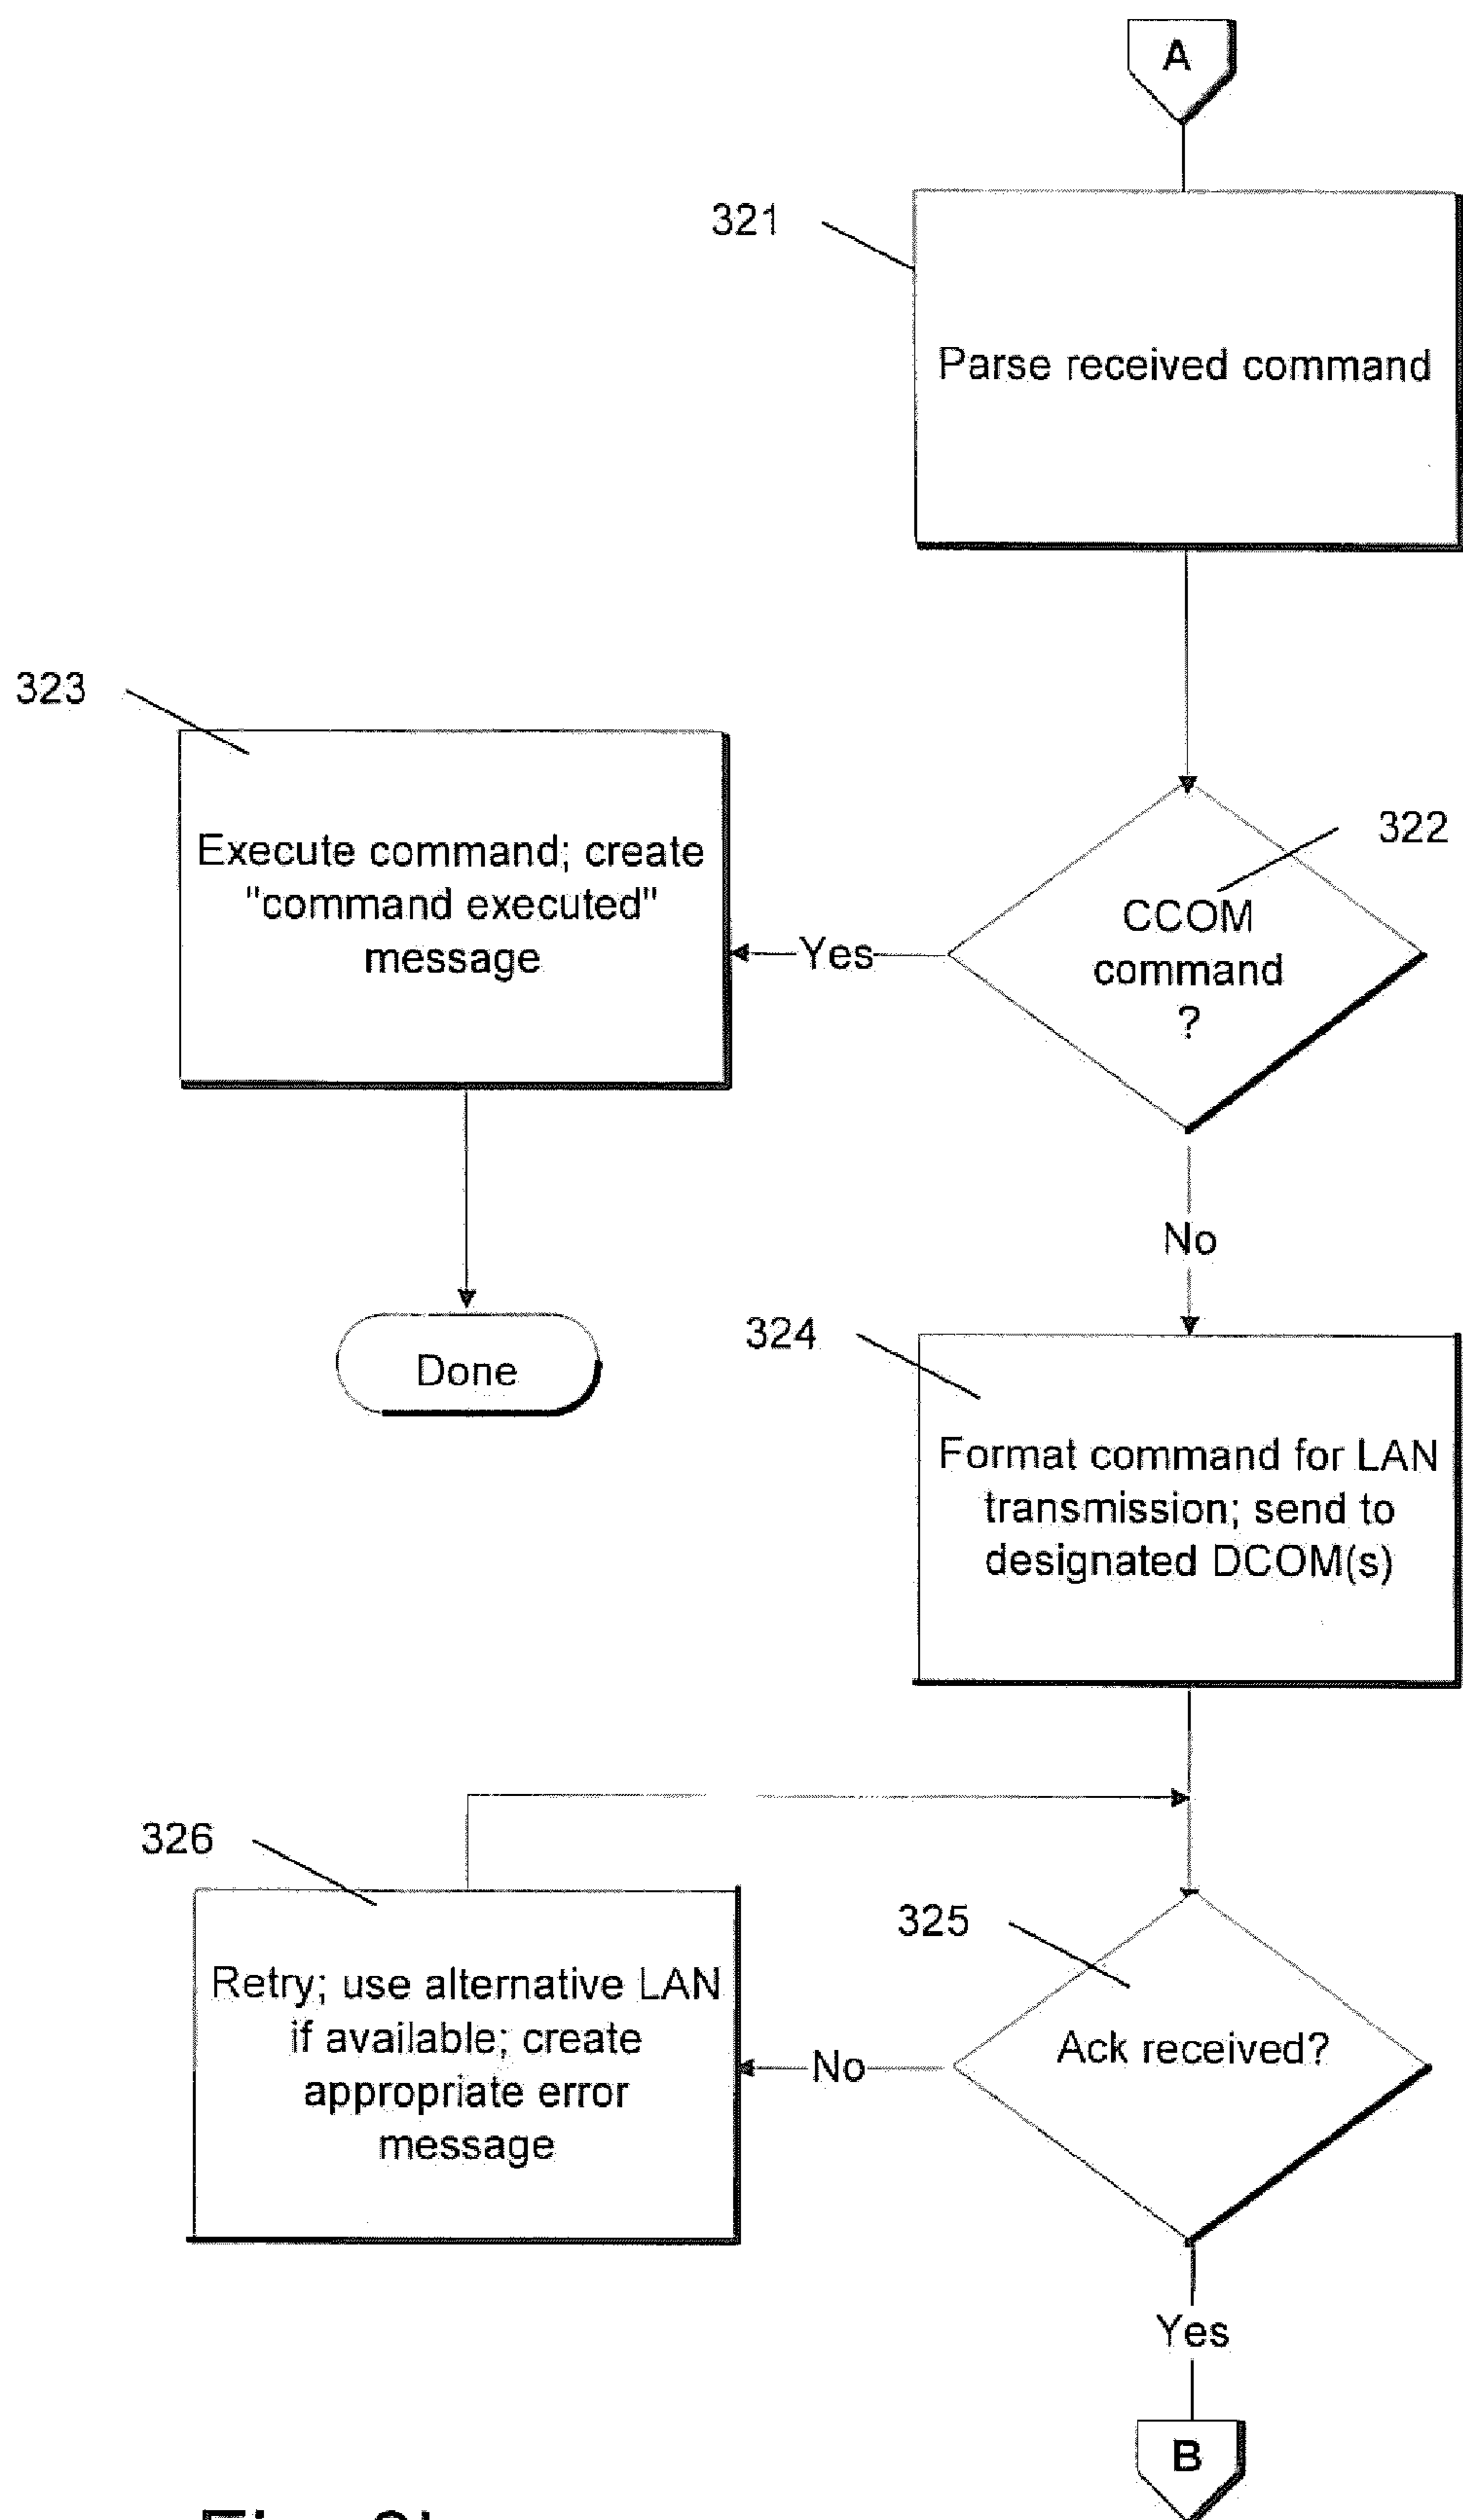 A
321
Parse received command
323
Execute command; create
"command executed"
message
322
CCOM
command
?
Yes
No
Done
324
Format command for LAN
transmission; send to
designated DCOM(s)
326
Retry; use alternative LAN
if available; create
appropriate error
message
325
Ack received?
No
Yes
B